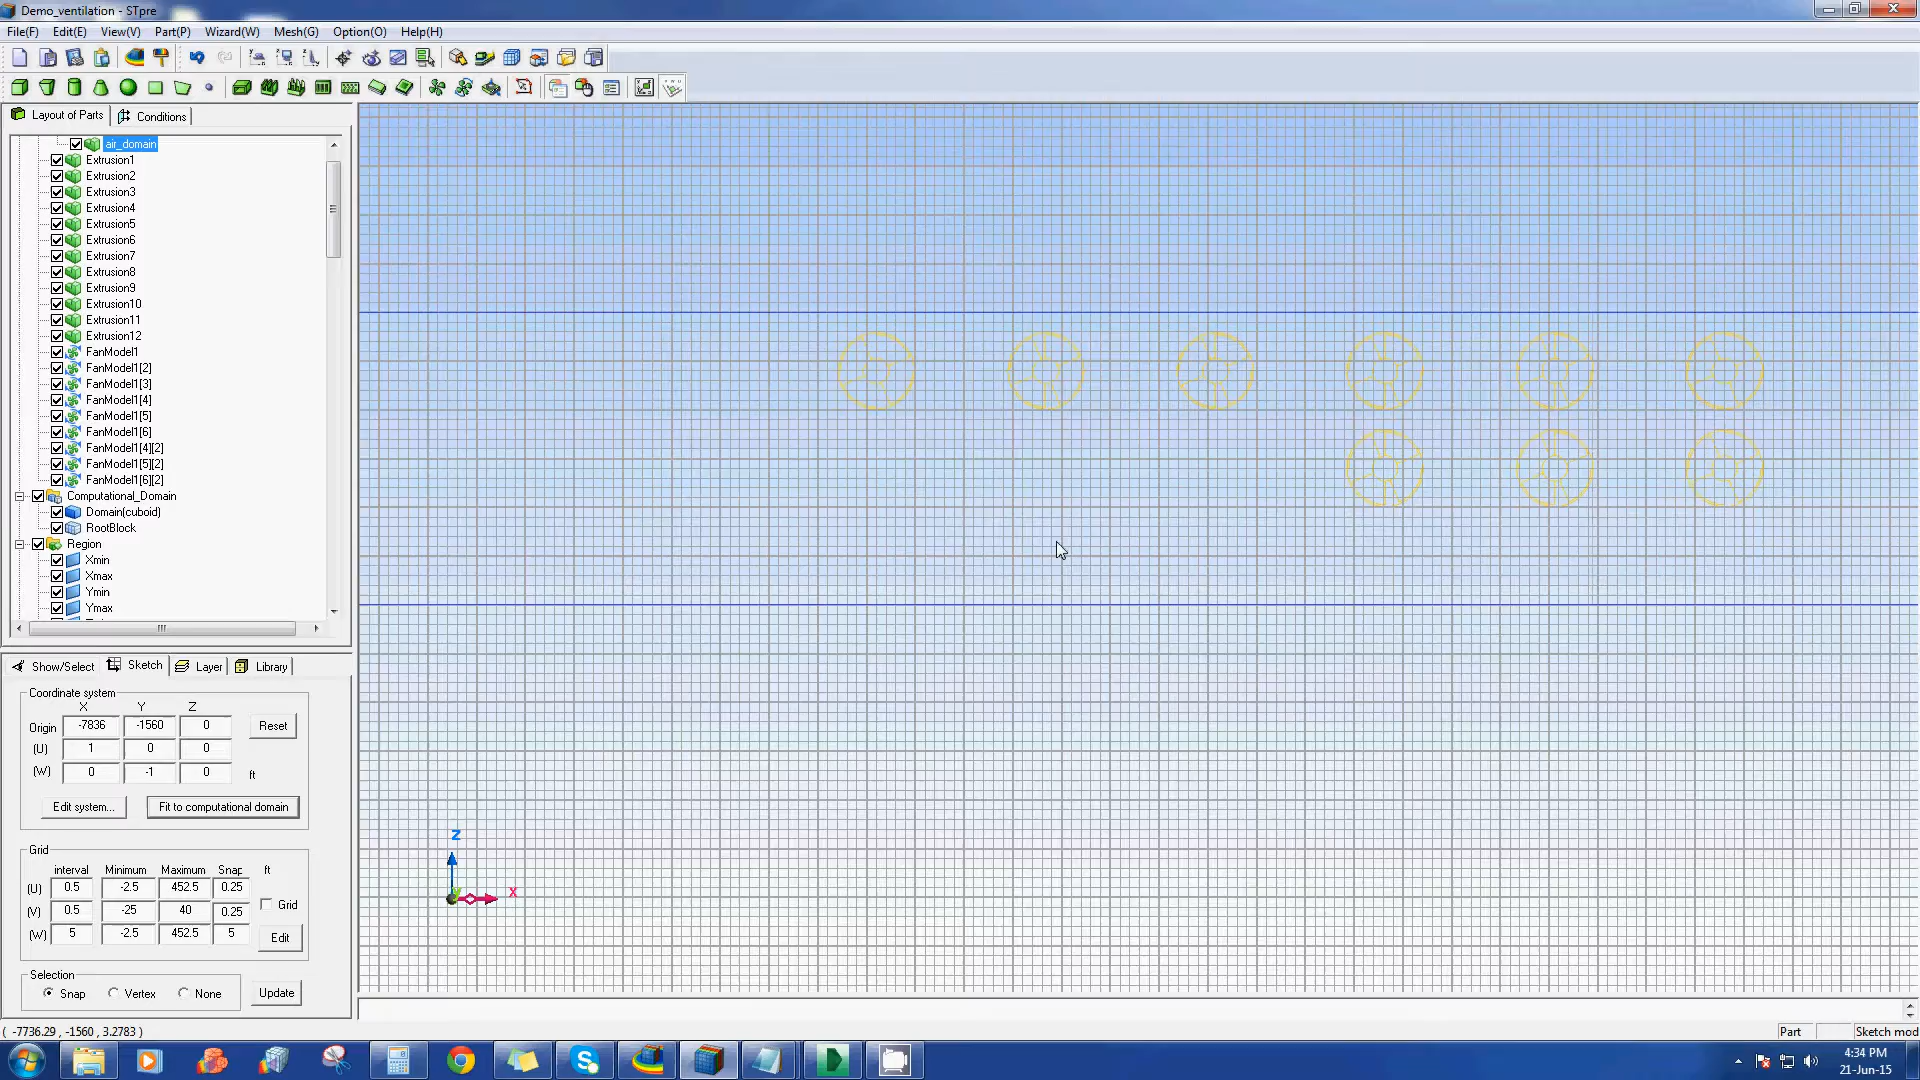 Demo_ventilation - STpre
File(F) Edit(E) View(V) Part(P) Wizard(W) Mesh(G) Option(O) Help(H)
Layout of Parts Conditions
air_domain
Extrusion1
Extrusion2
Extrusion3
Extrusion4
Extrusion5
Extrusion6
Extrusion7
Extrusion8
Extrusion9
Extrusion10
Extrusion11
Extrusion12
FanModel1
FanModel1[2]
FanModel1[3]
FanModel1[4]
FanModel1[5]
FanModel1[6]
FanModel1[4][2]
FanModel1[5][2]
FanModel1[6][2]
Computational_Domain
Domain(cuboid)
RootBlock
Region
Xmin
Xmax
Ymin
Ymax
Show/Select Sketch Layer Library
Coordinate system
X Y Z
Origin -7836 -1560 0 Reset
(U) 1 0 0
(W) 0 -1 0 ft
Edit system... Fit to computational domain
Grid
interval Minimum Maximum Snap ft
(U) 0.5 -2.5 452.5 0.25
(V) 0.5 -25 40 0.25 Grid
(W) 5 -2.5 452.5 5 Edit
Selection
Snap Vertex None Update
z
y
x
( -7736.29 , -1560 , 3.2783 )
Part Sketch mod
4:34 PM
21-Jun-15